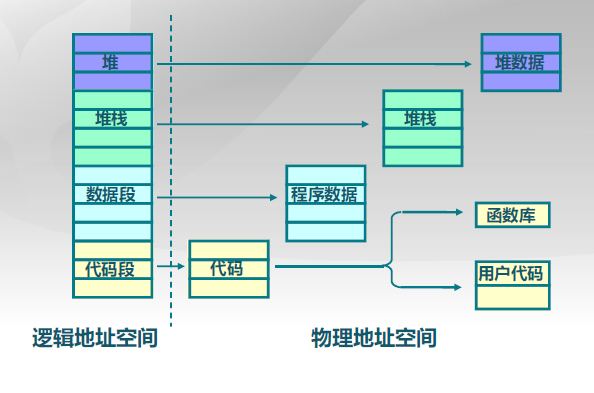 堆
堆数据
堆栈
堆栈
数据段
程序数据
函数库
代码段
代码
用户代码
逻辑地址空间
物理地址空间